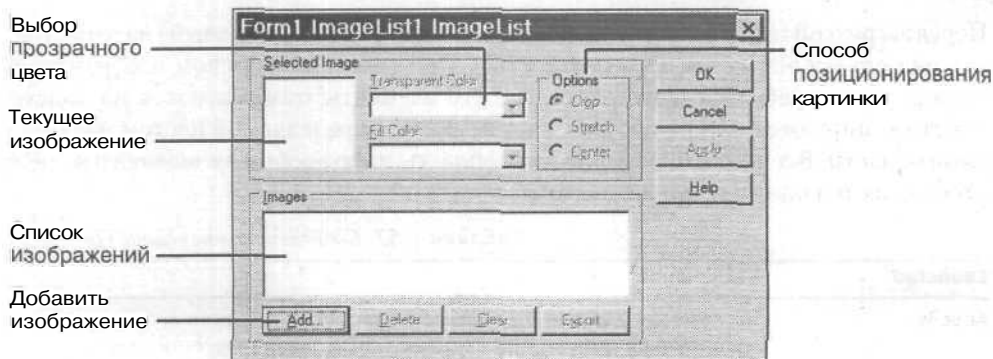 Выбор
прозрачного
цвета
Текущее
изображение
Список
изображений
Добавить
изображение
Form1.ImageList1 ImageList
Selected Image
Transparent Color:
Fill Color:
Options
Crop
Stretch
Center
OK
Cancel
Apply
Help
Images
Add...
Delete
Clear
Export...
Способ
позиционирования
картинки